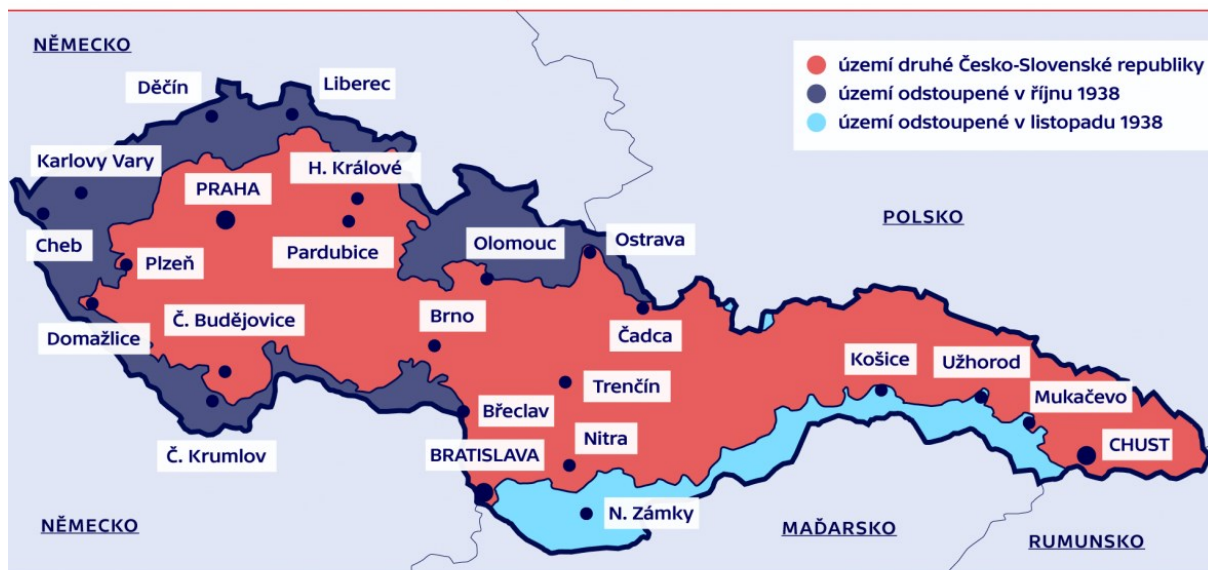 NĚMECKO
území druhé Česko-Slovenské republiky
území odstoupené v říjnu 1938
území odstoupené v listopadu 1938
Děčín
Liberec
Karlovy Vary
H. Králové
PRAHA
POLSKO
Cheb
Plzeň
Pardubice
Olomouc
Ostrava
Domažlice
Č. Budějovice
Brno
Čadca
Košice
Užhorod
Trenčín
Mukačevo
Břeclav
Č. Krumlov
BRATISLAVA
Nitra
CHUST
N. Zámky
NĚMECKO
MAĎARSKO
RUMUNSKO